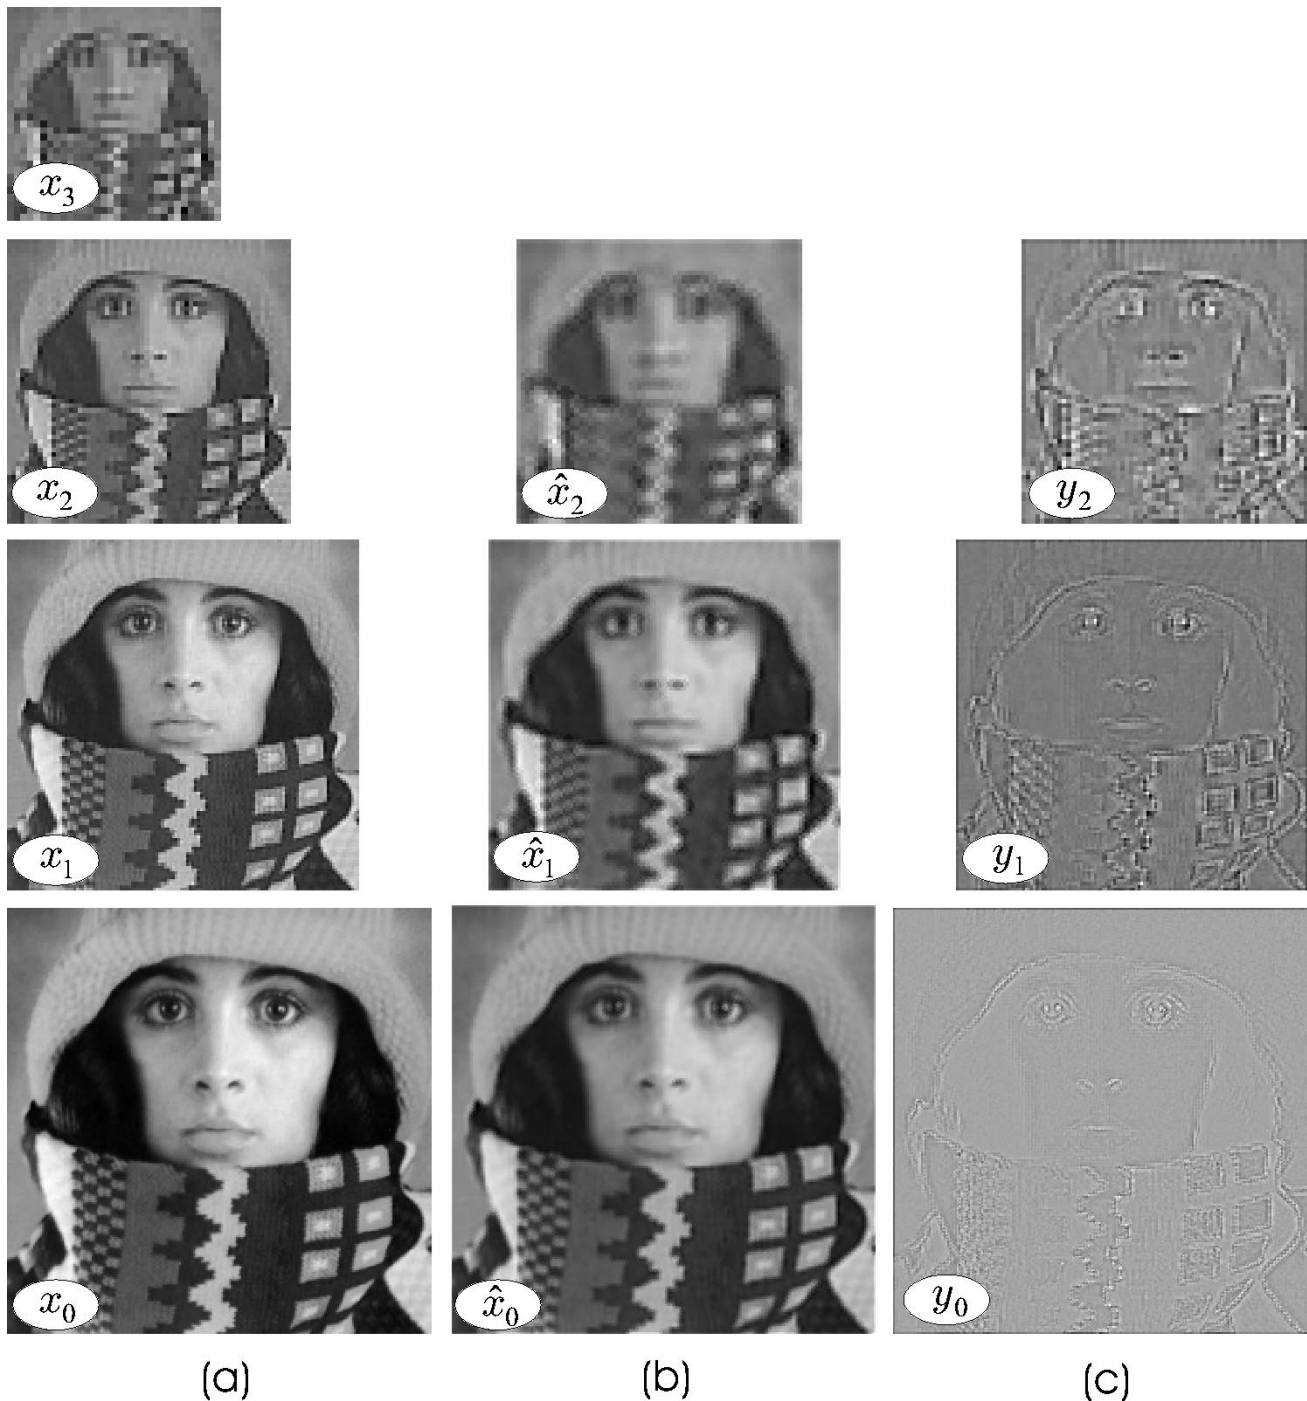 x₃
x₂ x̂₂ y₂
x₁ x̂₁ y₁
x₀ x̂₀ y₀
(a) (b) (c)